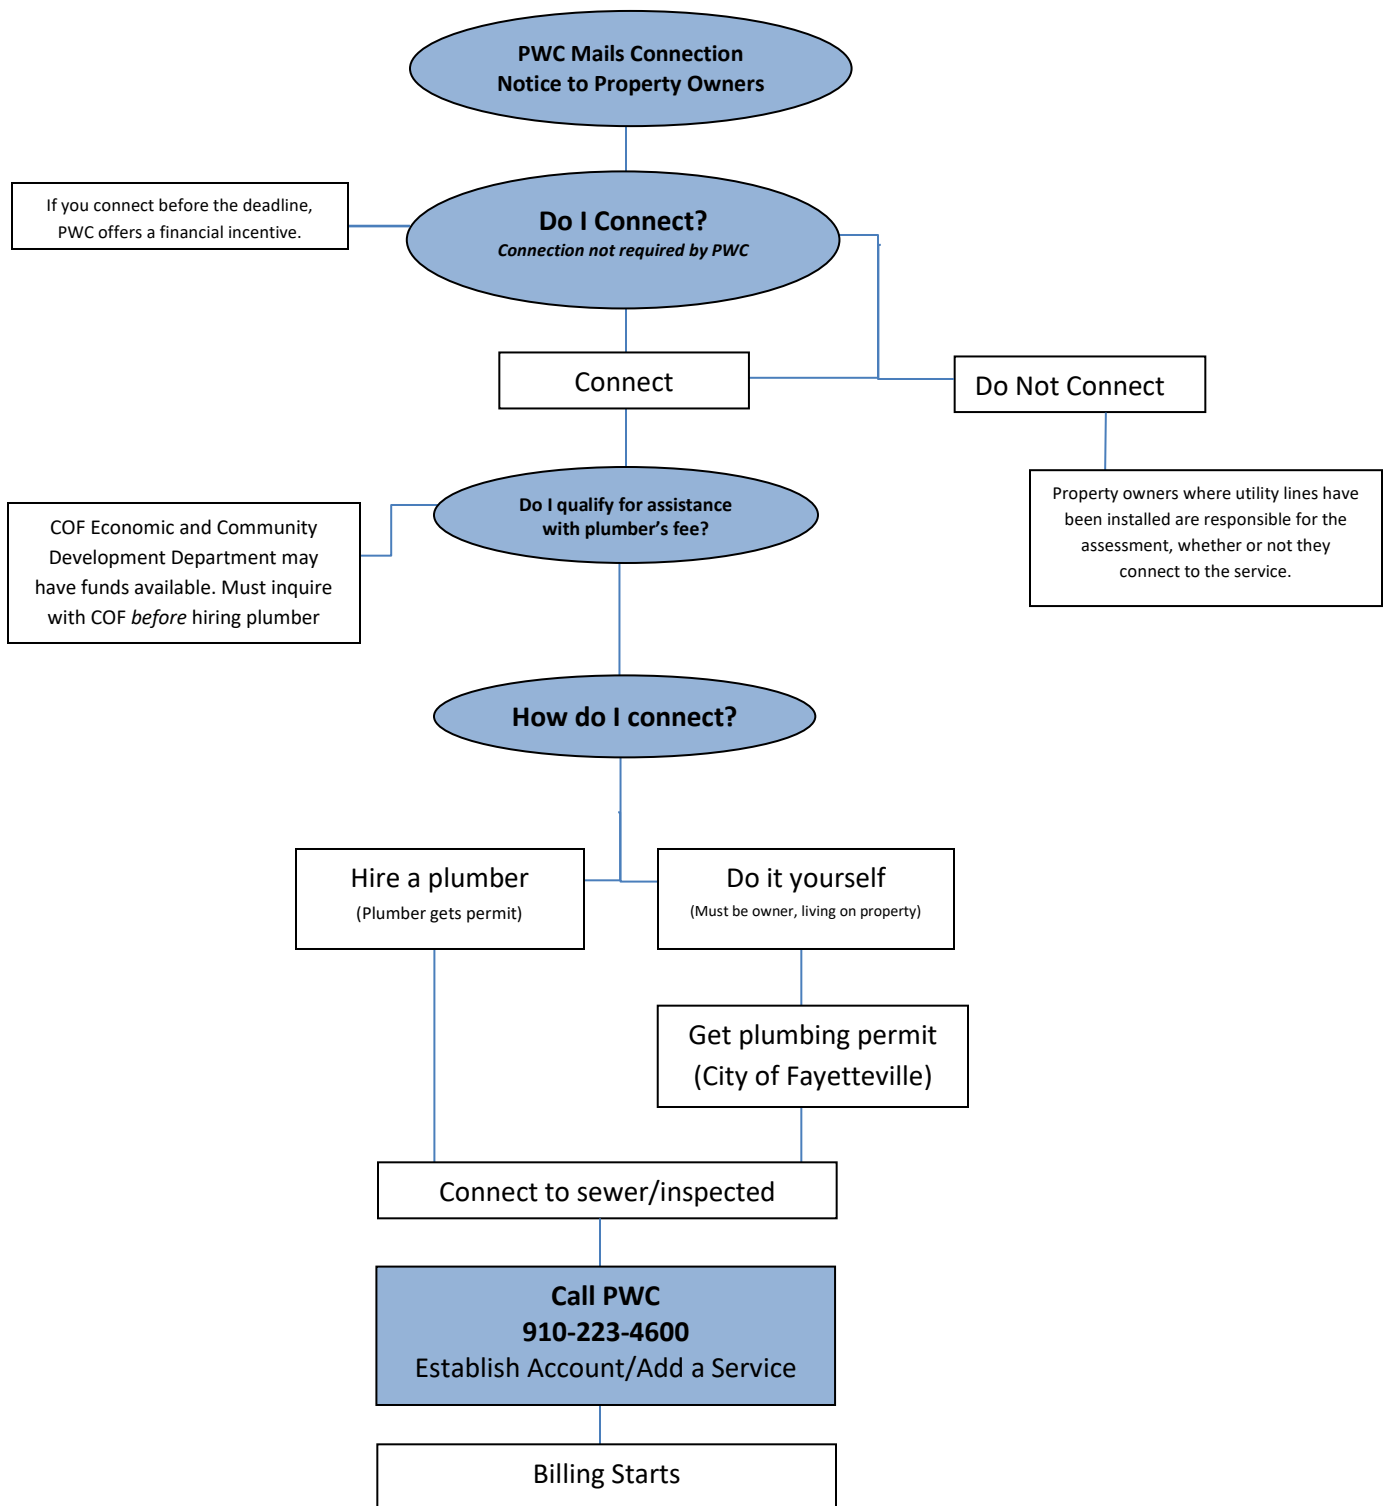 PWC Mails Connection
Notice to Property Owners
If you connect before the deadline,
PWC offers a financial incentive.
Do I Connect?
Connection not required by PWC
Connect
Do Not Connect
Do I qualify for assistance
with plumber’s fee?
COF Economic and Community
Development Department may
have funds available. Must inquire
with COF before hiring plumber
Property owners where utility lines have
been installed are responsible for the
assessment, whether or not they
connect to the service.
How do I connect?
Hire a plumber
(Plumber gets permit)
Do it yourself
(Must be owner, living on property)
Get plumbing permit
(City of Fayetteville)
Connect to sewer/inspected
Call PWC
910-223-4600
Establish Account/Add a Service
Billing Starts